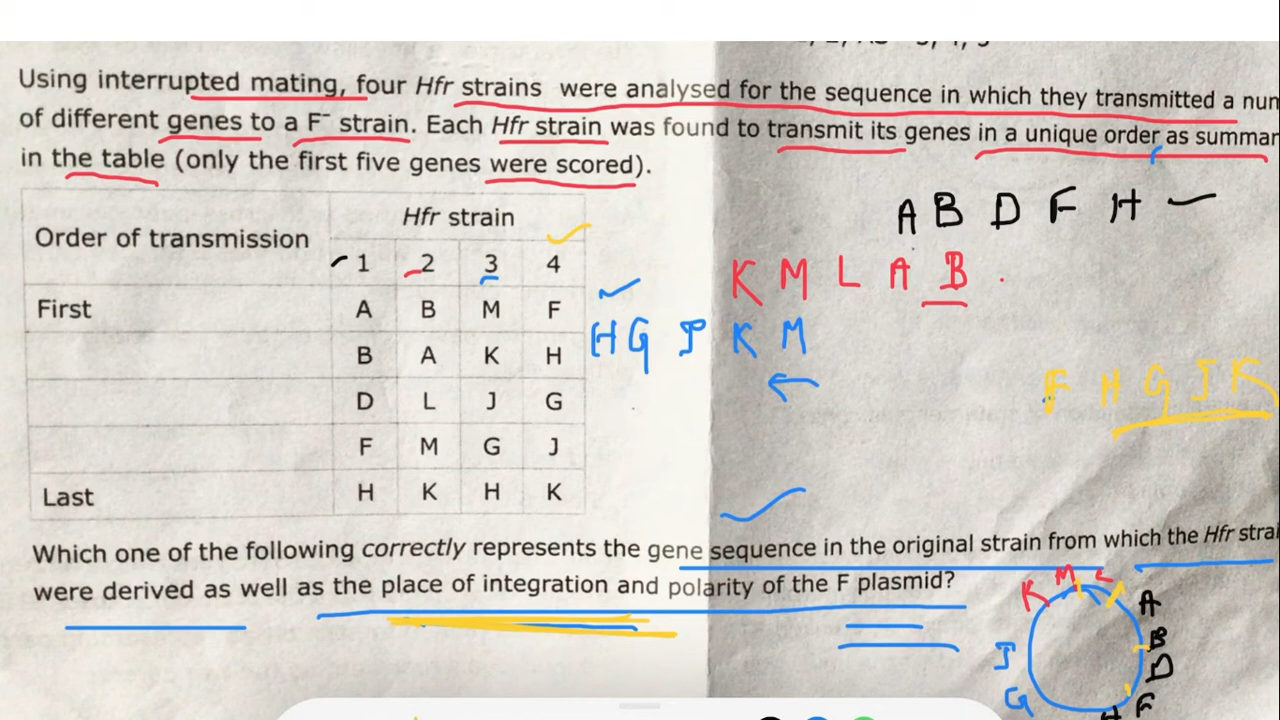 Using interrupted mating, four Hfr strains were analysed for the sequence in which they transmitted a num
of different genes to a F⁻ strain. Each Hfr strain was found to transmit its genes in a unique order as summar
in the table (only the first five genes were scored).
Order of transmission Hfr strain
1 2 3 4
First A B M F
B A K H
D L J G
F M G J
Last H K H K
A B D F H
K M L A B
H G J K M
F H G J K
Which one of the following correctly represents the gene sequence in the original strain from which the Hfr strai
were derived as well as the place of integration and polarity of the F plasmid?
K M L
A
B
J D
G F
H